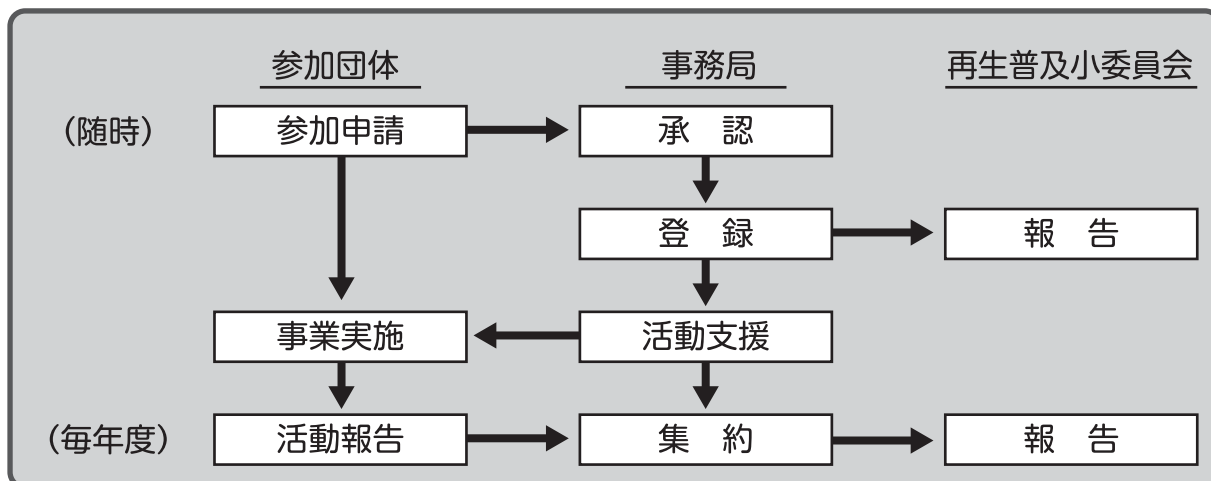 参加団体 事務局 再生普及小委員会
（随時） 参加申請 承 認
登 録 報 告
事業実施 活動支援
（毎年度） 活動報告 集 約 報 告